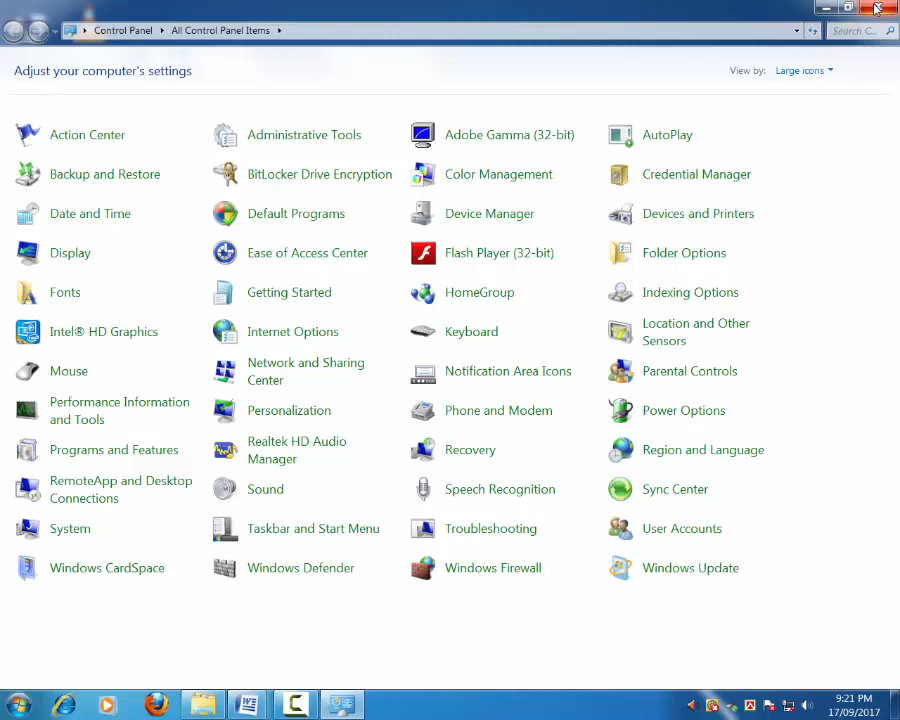 Control Panel All Control Panel Items Search C...
Adjust your computer's settings View by: Large icons
Action Center Administrative Tools Adobe Gamma (32-bit) AutoPlay
Backup and Restore BitLocker Drive Encryption Color Management Credential Manager
Date and Time Default Programs Device Manager Devices and Printers
Display Ease of Access Center Flash Player (32-bit) Folder Options
Fonts Getting Started HomeGroup Indexing Options
Intel® HD Graphics Internet Options Keyboard Location and Other
Sensors
Mouse Network and Sharing
Center Notification Area Icons Parental Controls
Performance Information
and Tools Personalization Phone and Modem Power Options
Programs and Features Realtek HD Audio
Manager Recovery Region and Language
RemoteApp and Desktop
Connections Sound Speech Recognition Sync Center
System Taskbar and Start Menu Troubleshooting User Accounts
Windows CardSpace Windows Defender Windows Firewall Windows Update
9:21 PM
17/09/2017